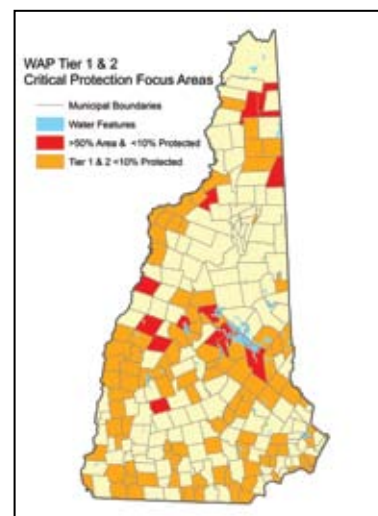 WAP Tier 1 & 2
Critical Protection Focus Areas
Municipal Boundaries
Water Features
>50% Area & <10% Protected
Tier 1 & 2 <10% Protected